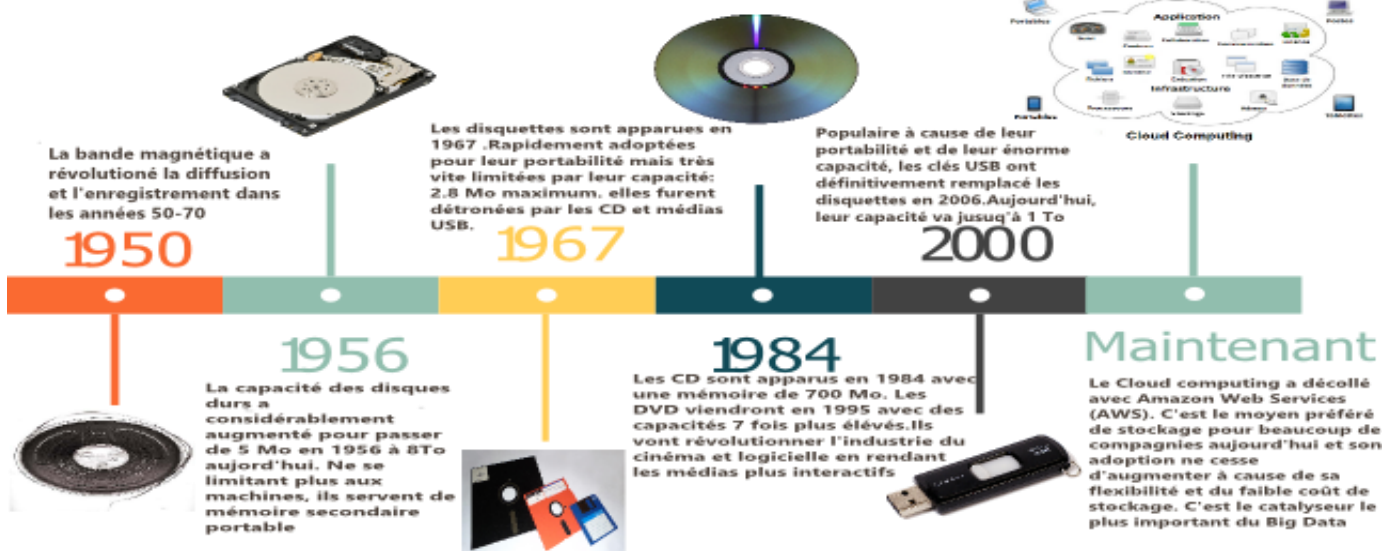 La bande magnétique a
révolutioné la diffusion
et l'enregistrement dans
les années 50-70
1950
1956
La capacité des disques
durs a
considérablement
augmenté pour passer
de 5 Mo en 1956 à 8To
aujord'hui. Ne se
limitant plus aux
machines, ils servent de
mémoire secondaire
portable
Les disquettes sont apparues en
1967 .Rapidement adoptées
pour leur portabilité mais très
vite limitées par leur capacité:
2.8 Mo maximum. elles furent
détronées par les CD et médias
USB.
1967
1984
Les CD sont apparus en 1984 avec
une mémoire de 700 Mo. Les
DVD viendront en 1995 avec des
capacités 7 fois plus élévés.Ils
vont révolutionner l'industrie du
cinéma et logicielle en rendant
les médias plus interactifs
Populaire à cause de leur
portabilité et de leur énorme
capacité, les clés USB ont
définitivement remplacé les
disquettes en 2006.Aujourd'hui,
leur capacité va jusuq'à 1 To
2000
Portables
Application
Collaboration
Infrastructure
Portables
Tablettes
Cloud Computing
Maintenant
Le Cloud computing a décollé
avec Amazon Web Services
(AWS). C'est le moyen préféré
de stockage pour beaucoup de
compagnies aujourd'hui et son
adoption ne cesse
d'augmenter à cause de sa
flexibilité et du faible coût de
stockage. C'est le catalyseur le
plus important du Big Data